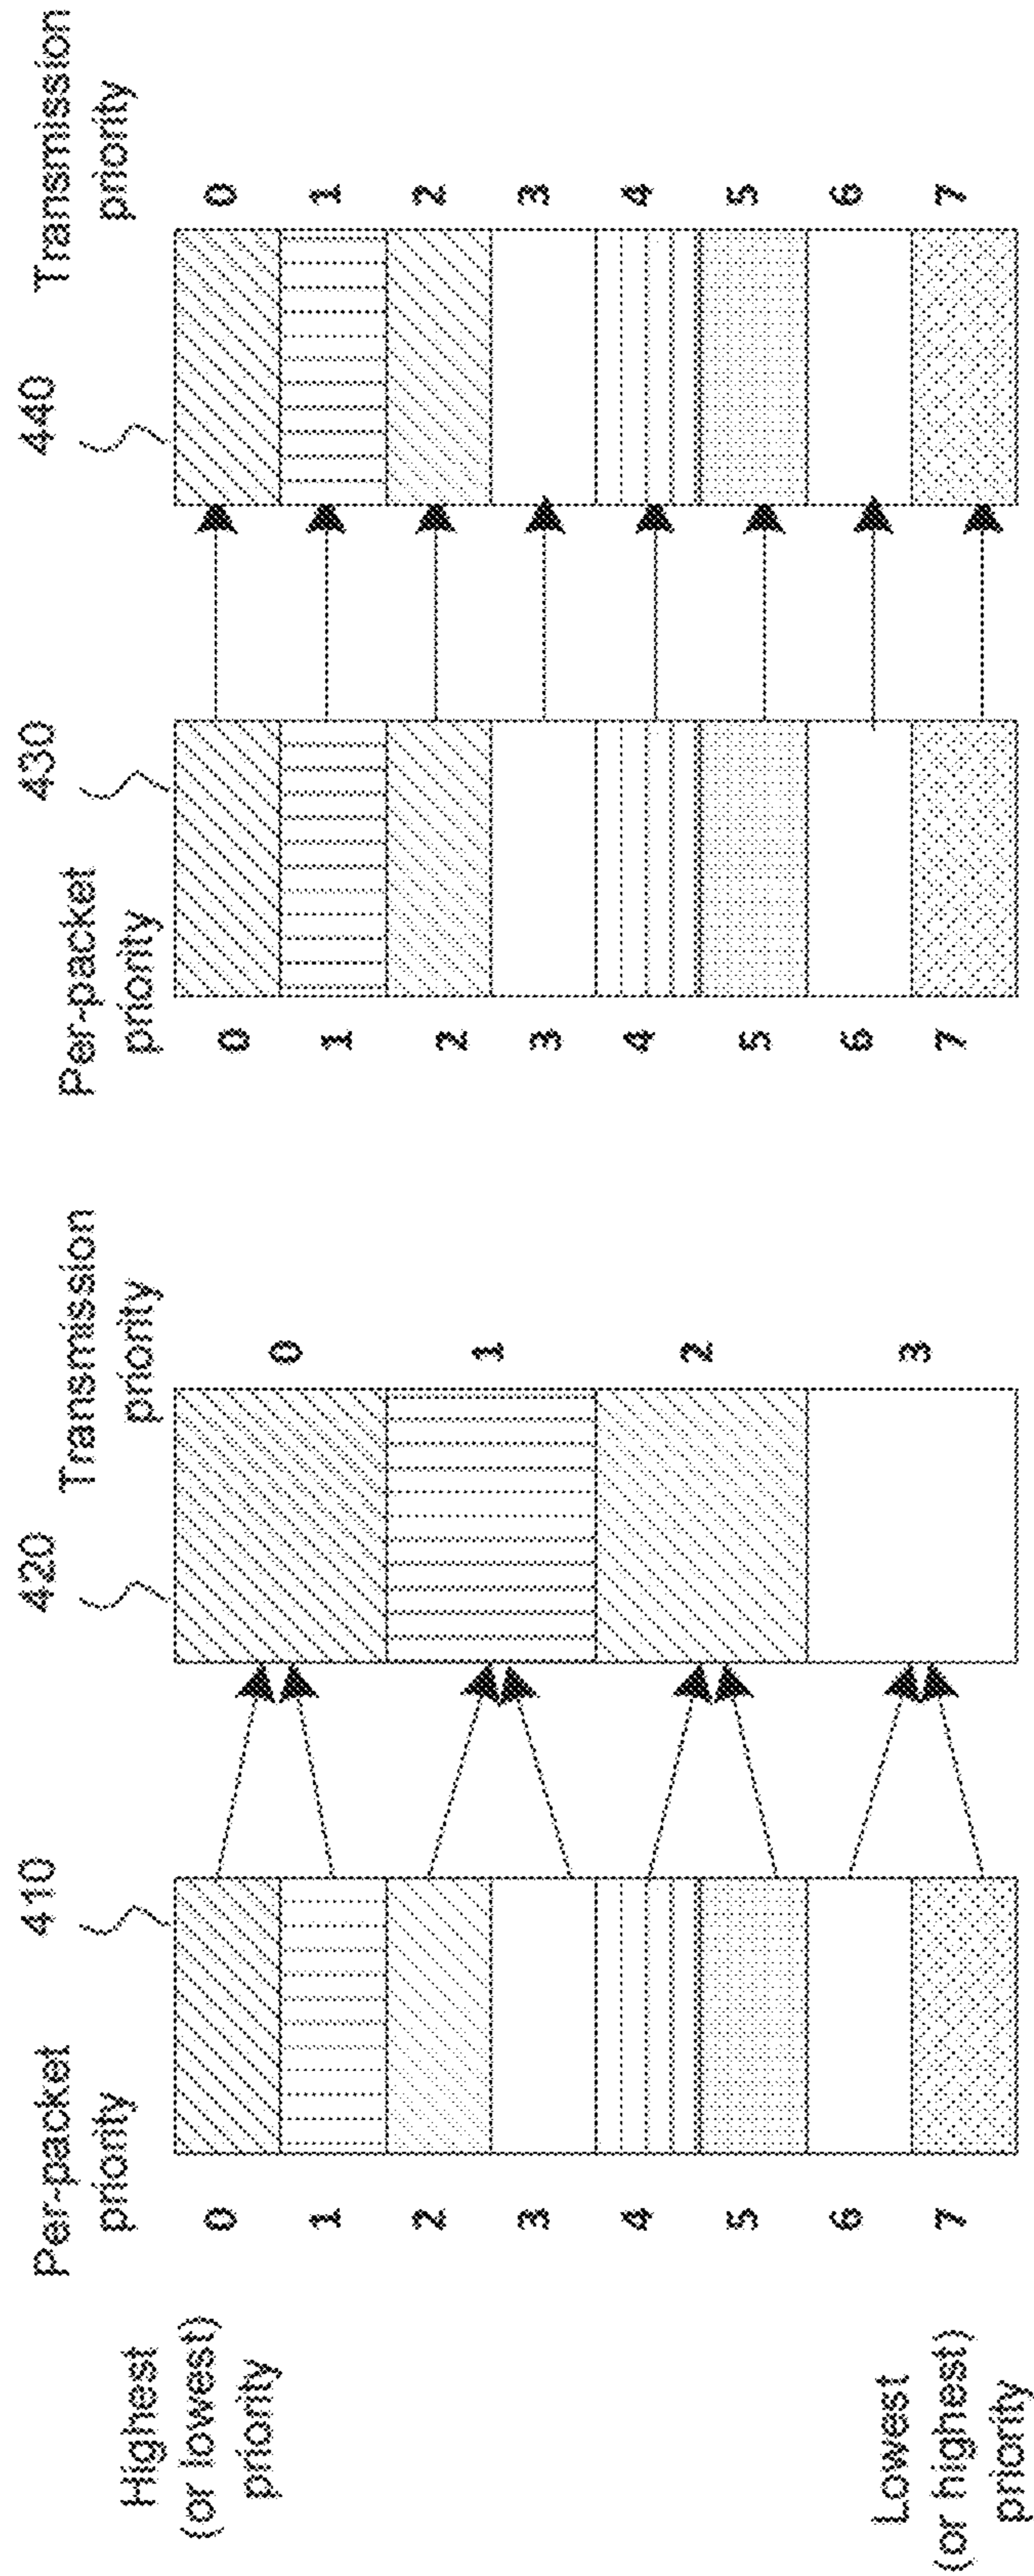 Highest
(or lowest)
priority
Lowest
(or highest)
priority
Per-packet
priority
410
0
1
2
3
4
5
6
7
420
Transmission
priority
0
1
2
3
Per-packet
priority
430
0
1
2
3
4
5
6
7
440
Transmission
priority
0
1
2
3
4
5
6
7